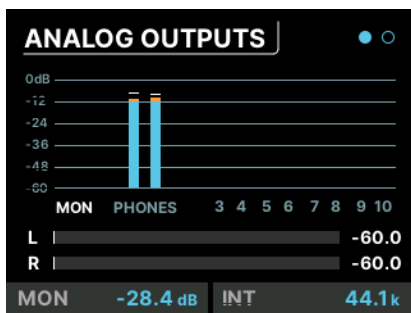 ANALOG OUTPUTS
0dB
-12
-24
-36
-48
-60
MON PHONES 3 4 5 6 7 8 9 10
L -60.0
R -60.0
MON -28.4 dB INT 44.1k